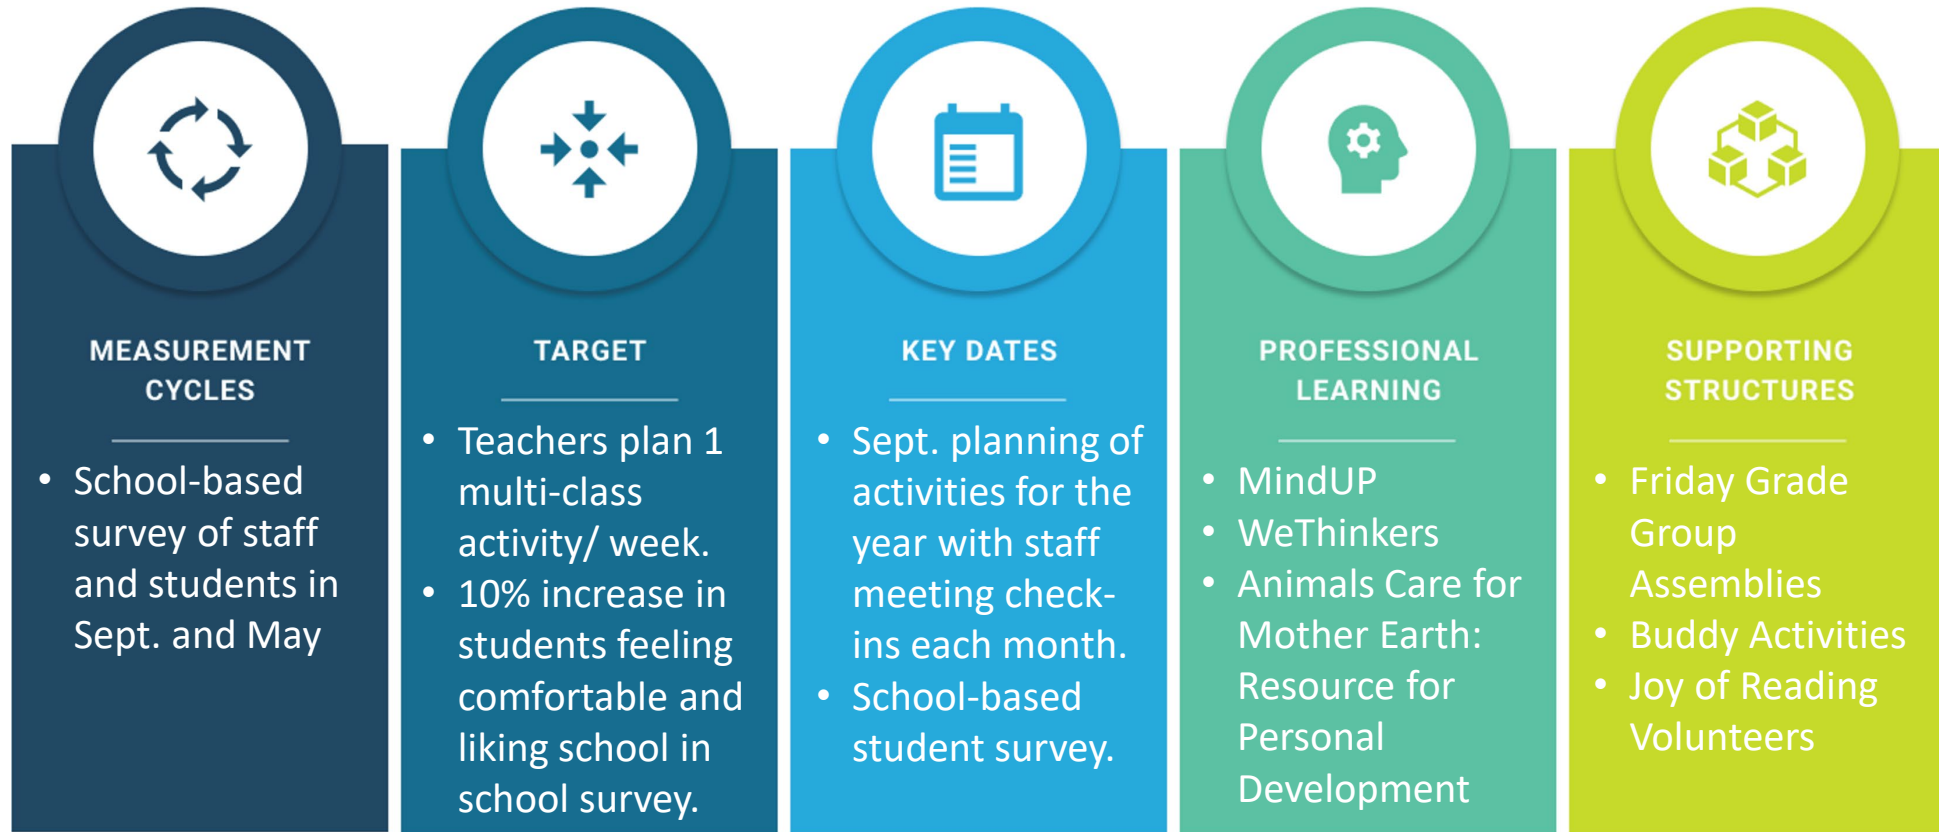 MEASUREMENT
CYCLES
• School-based
survey of staff
and students in
Sept. and May
TARGET
• Teachers plan 1
multi-class
activity/ week.
• 10% increase in
students feeling
comfortable and
liking school in
school survey.
KEY DATES
• Sept. planning of
activities for the
year with staff
meeting check-
ins each month.
• School-based
student survey.
PROFESSIONAL
LEARNING
• MindUP
• WeThinkers
• Animals Care for
Mother Earth:
Resource for
Personal
Development
SUPPORTING
STRUCTURES
• Friday Grade
Group
Assemblies
• Buddy Activities
• Joy of Reading
Volunteers